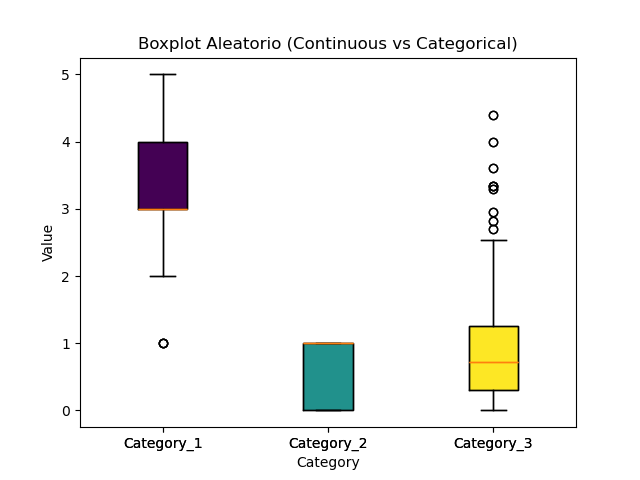 Boxplot Aleatorio (Continuous vs Categorical)
5
4
3
2
1
0
Value
Category_1
Category_2
Category_3
Category